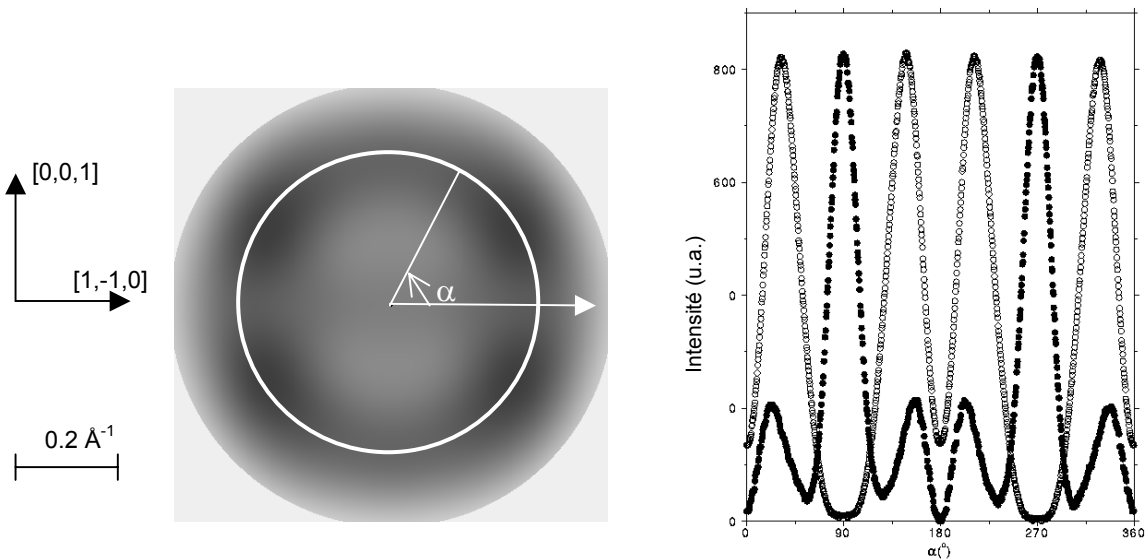 [0,0,1]
[1,-1,0]
α
0.2 Å-1
Intensité (u.a.)
800
600
0
0
0
0 90 180 270 360
α(°)